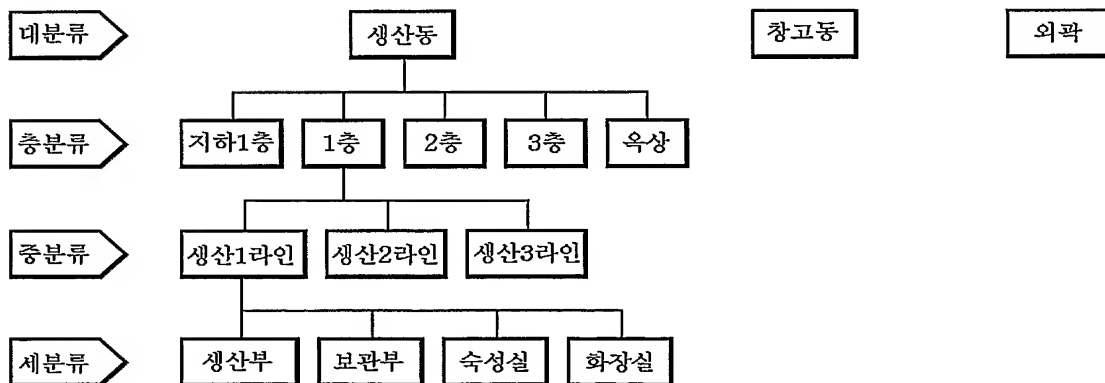 대분류 생산동 창고동 외곽
층분류 지하1층 1층 2층 3층 옥상
중분류 생산1라인 생산2라인 생산3라인
세분류 생산부 보관부 숙성실 화장실